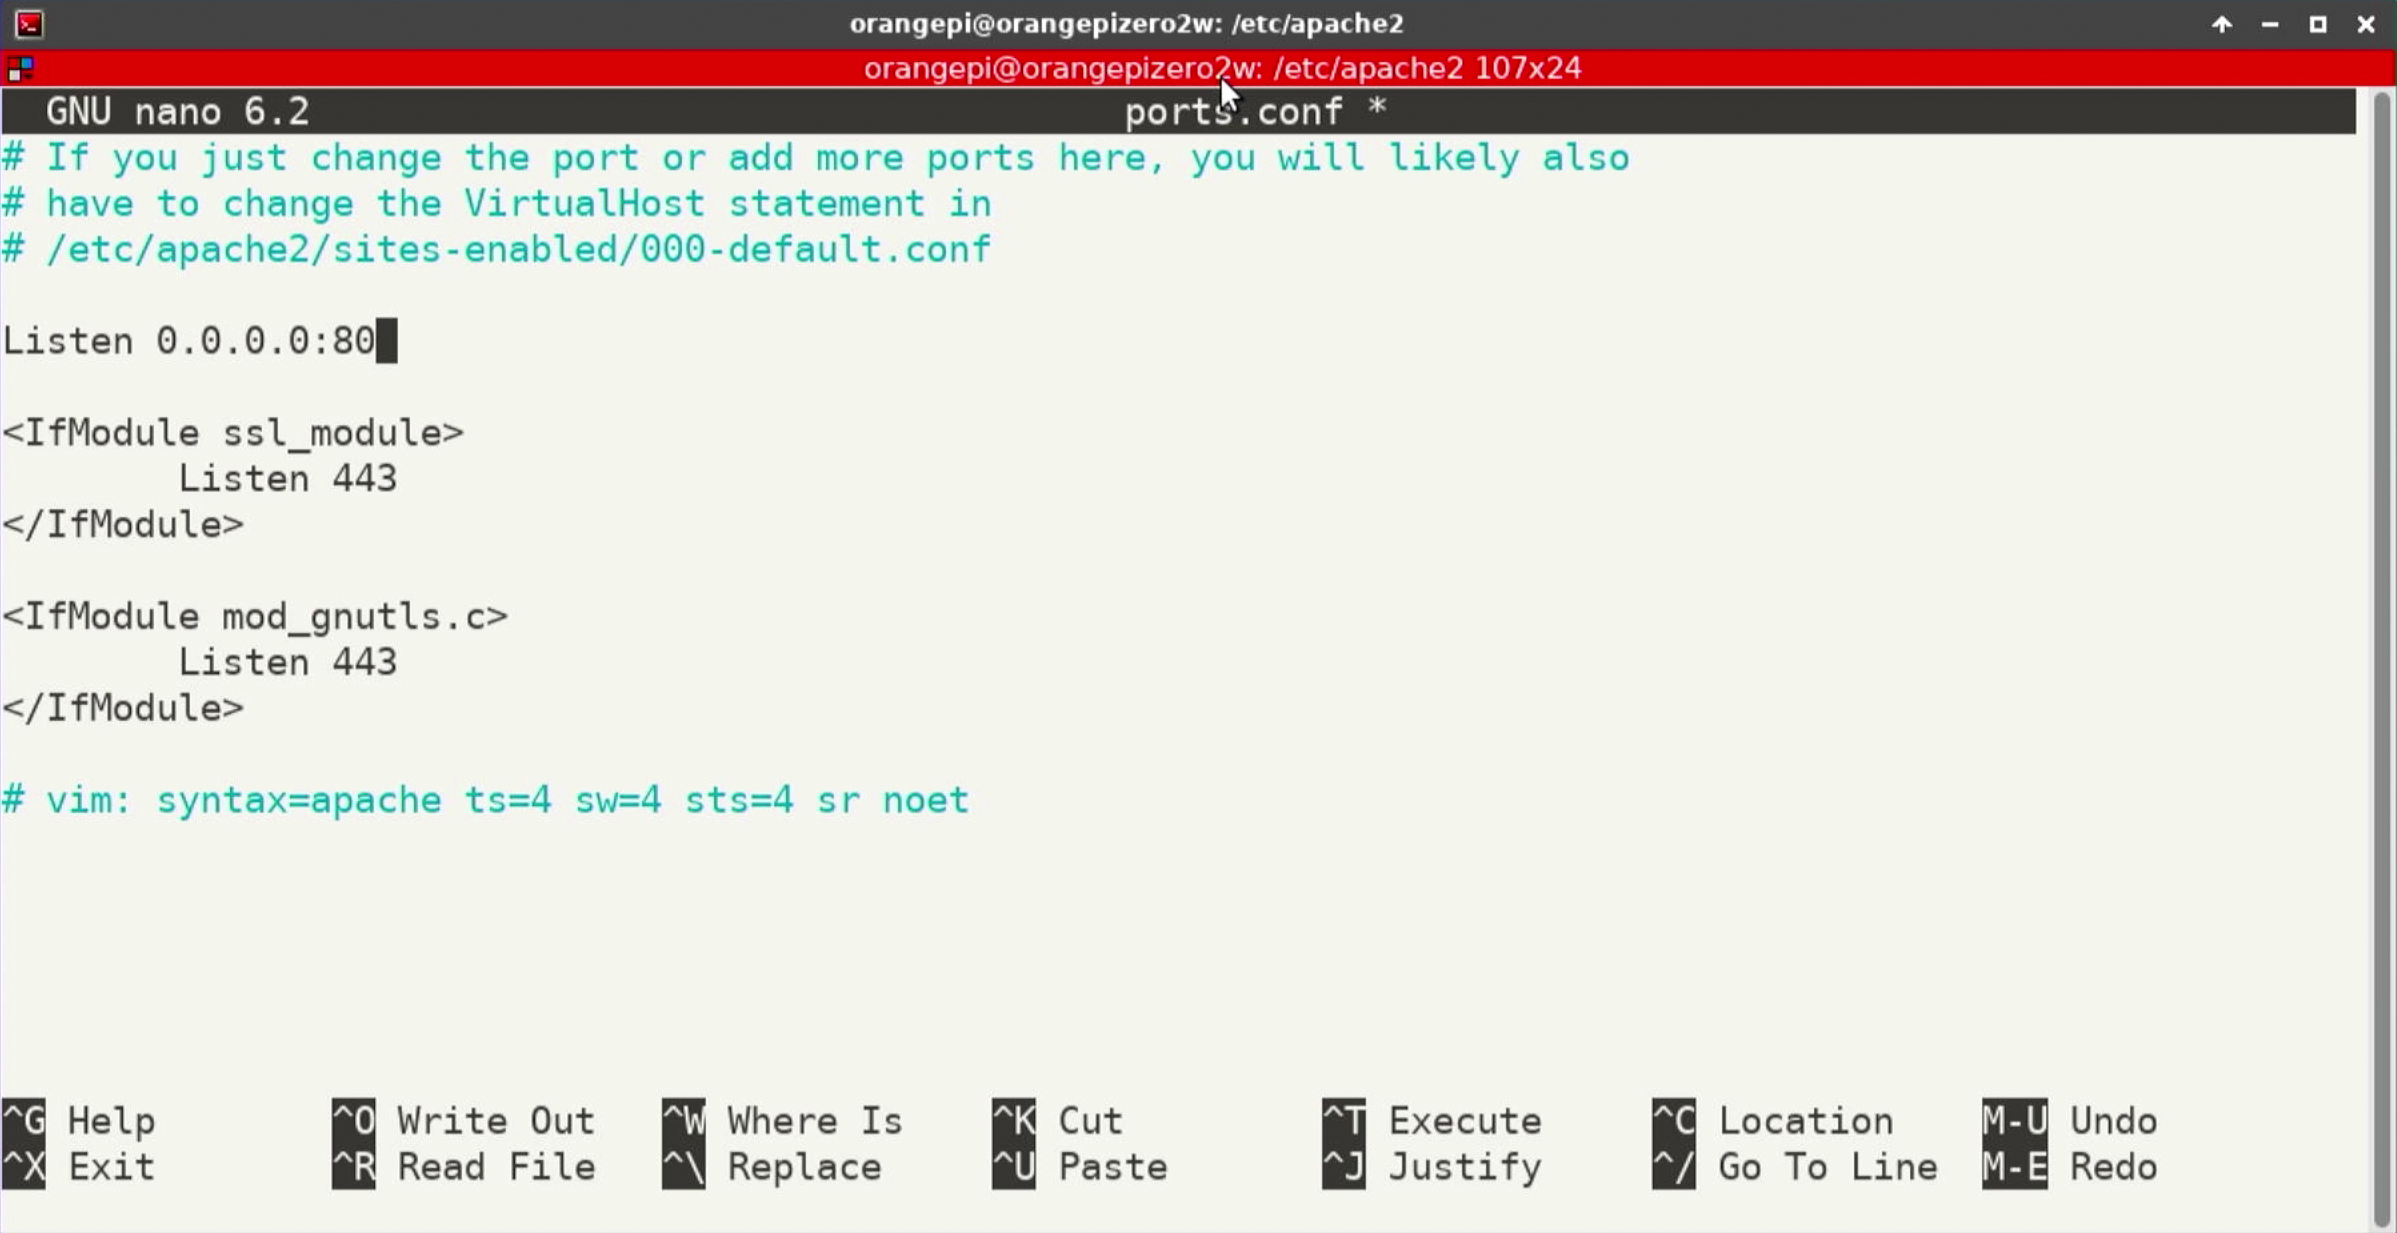 orangepi@orangepizero2w: /etc/apache2
orangepi@orangepizero2w: /etc/apache2 107x24
GNU nano 6.2 ports.conf *
# If you just change the port or add more ports here, you will likely also
# have to change the VirtualHost statement in
# /etc/apache2/sites-enabled/000-default.conf
Listen 0.0.0.0:80
<IfModule ssl_module>
Listen 443
</IfModule>
<IfModule mod_gnutls.c>
Listen 443
</IfModule>
# vim: syntax=apache ts=4 sw=4 sts=4 sr noet
^G Help ^O Write Out ^W Where Is ^K Cut ^T Execute ^C Location M-U Undo
^X Exit ^R Read File ^\ Replace ^U Paste ^J Justify ^/ Go To Line M-E Redo